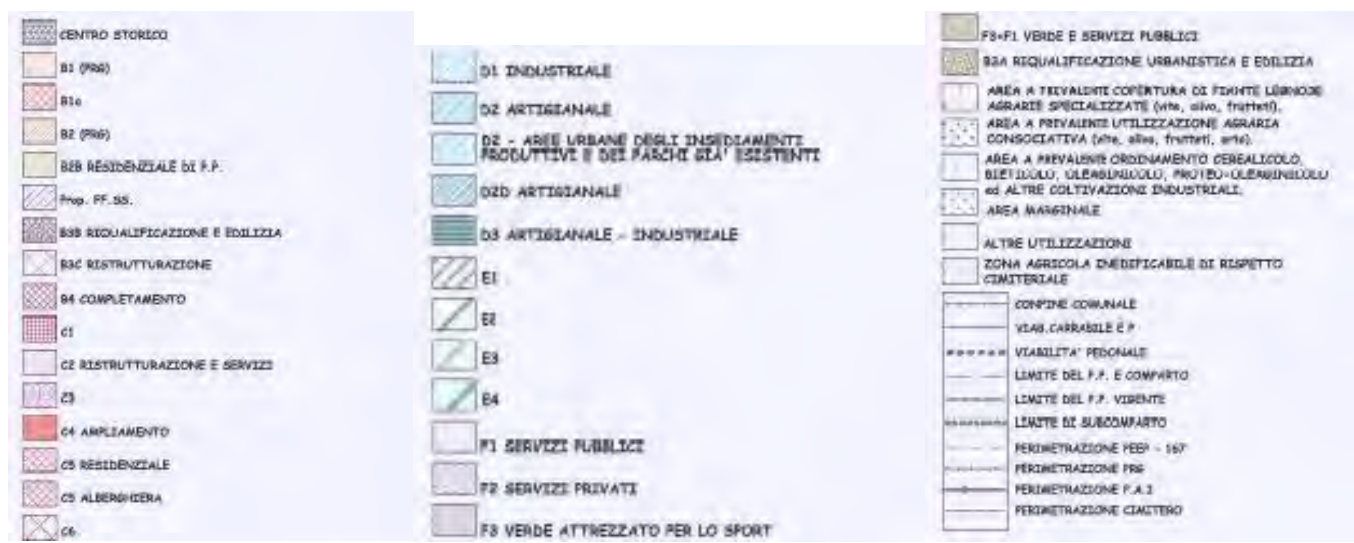 CENTRO STORICO
B1 (PRG)
B1c
B2 (PRG)
B2B RESIDENZIALE DI P.P.
Prop. FF.SS.
B3B RIQUALIFICAZIONE E EDILIZIA
B3C RISTRUTTURAZIONE
B4 COMPLETAMENTO
C1
C2 RISTRUTTURAZIONE E SERVIZI
C3
C4 AMPLIAMENTO
C5 RESIDENZIALE
C5 ALBERGHIERA
C6
D1 INDUSTRIALE
D2 ARTIGIANALE
D2 - AREE URBANE DEGLI INSEDIAMENTI
PRODUTTIVI E DEI PARCHI GIA' ESISTENTI
D2D ARTIGIANALE
D3 ARTIGIANALE - INDUSTRIALE
E1
E2
E3
E4
F1 SERVIZI PUBBLICI
F2 SERVIZI PRIVATI
F3 VERDE ATTREZZATO PER LO SPORT
F3+F1 VERDE E SERVIZI PUBBLICI
B3A RIQUALIFICAZIONE URBANISTICA E EDILIZIA
AREA A PREVALENTE COPERTURA DI PIANTE LEGNOSE
AGRARIE SPECIALIZZATE (vite, olivo, frutteti).
AREA A PREVALENTE UTILIZZAZIONE AGRARIA
CONSOCIATIVA (vite, olivo, frutteti, orto).
AREA A PREVALENTE ORDINAMENTO CEREALICOLO,
BIETICOLO, OLEAGINICOLO, PROTEO-OLEAGINICOLO
ed ALTRE COLTIVAZIONI INDUSTRIALI.
AREA MARGINALE
ALTRE UTILIZZAZIONI
ZONA AGRICOLA INEDIFICABILE DI RISPETTO
CIMITERIALE
CONFINE COMUNALE
VIAB.CARRABILE E P
VIABILITA' PEDONALE
LIMITE DEL P.P. E COMPARTO
LIMITE DEL P.P. VIGENTE
LIMITE DI SUBCOMPARTO
PERIMETRAZIONE PEEP - 167
PERIMETRAZIONE PRG
PERIMETRAZIONE P.A.I
PERIMETRAZIONE CIMITERO